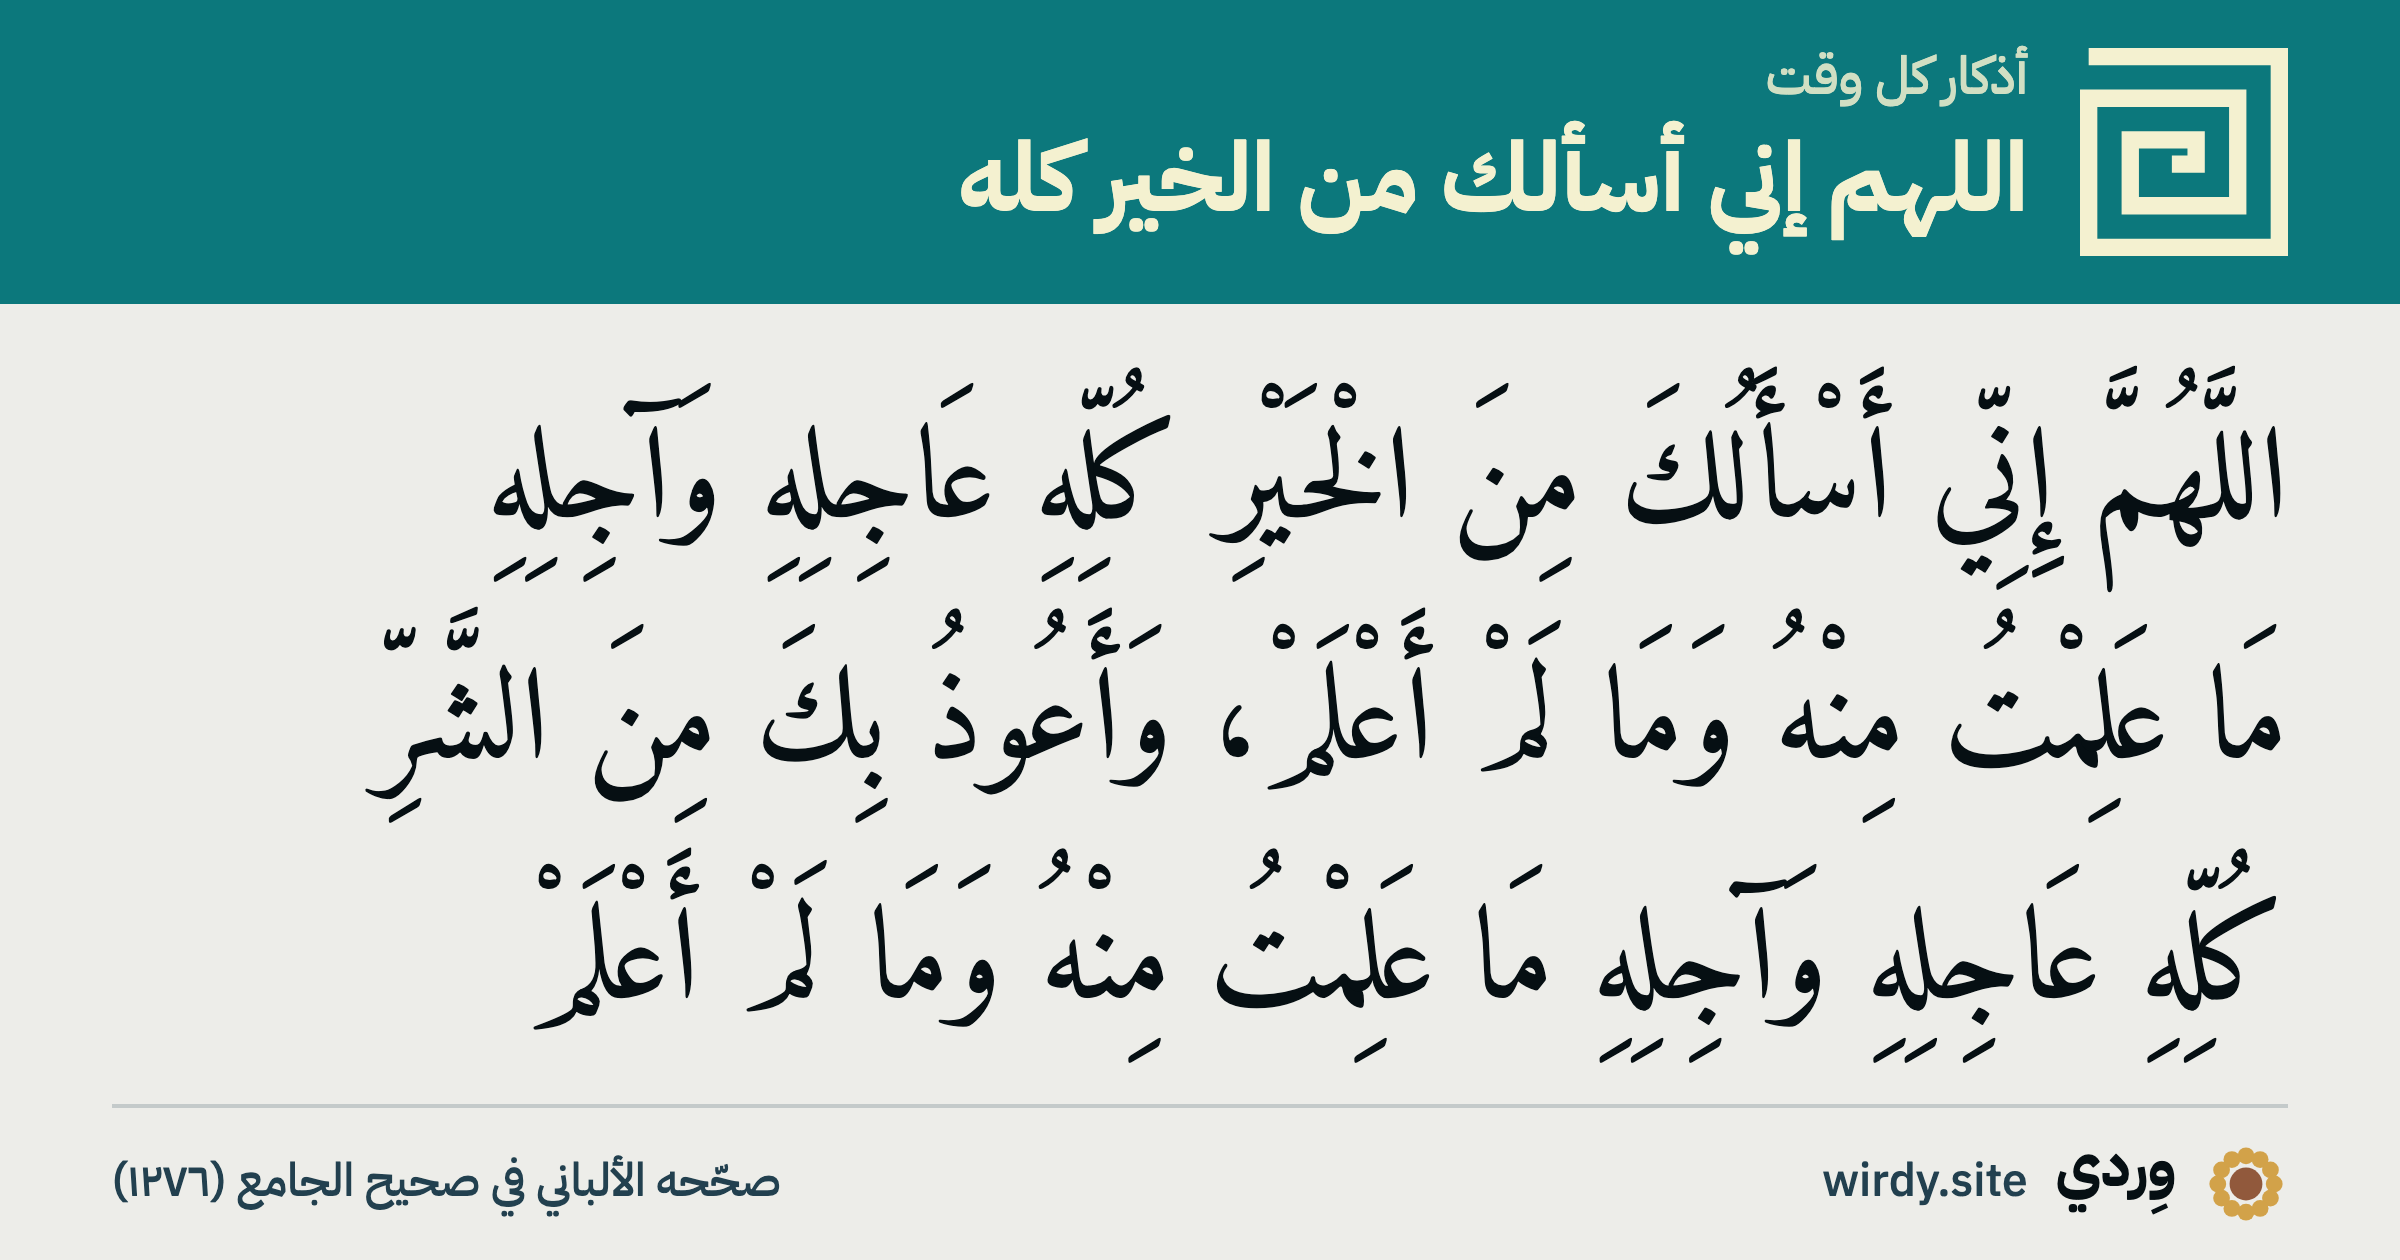 أذكار كل وقت
اللهم إني أسألك من الخير كله
اللَّهُمَّ إِنِّي أَسْأَلُكَ مِنَ الْخَيْرِ كُلِّهِ عَاجِلِهِ وَآجِلِهِ
مَا عَلِمْتُ مِنْهُ وَمَا لَمْ أَعْلَمْ، وَأَعُوذُ بِكَ مِنَ الشَّرِّ
كُلِّهِ عَاجِلِهِ وَآجِلِهِ مَا عَلِمْتُ مِنْهُ وَمَا لَمْ أَعْلَمْ
وِردي wirdy.site
صحّحه الألباني في صحيح الجامع (١٢٧٦)